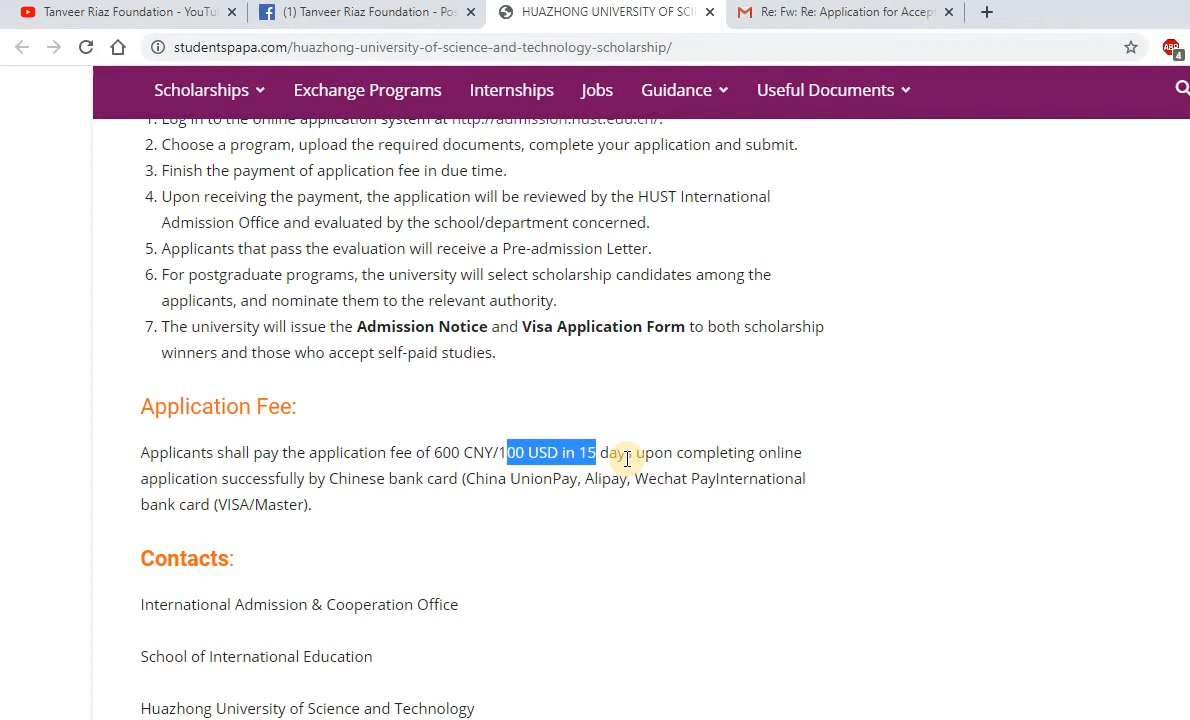 Tanveer Riaz Foundation - YouTu
(1) Tanveer Riaz Foundation - Pos
HUAZHONG UNIVERSITY OF SCI
Re: Fw: Re: Application for Accept
studentspapa.com/huazhong-university-of-science-and-technology-scholarship/
ABP
4
Scholarships
Exchange Programs
Internships
Jobs
Guidance
Useful Documents
1. Log in to the online application system at http://admission.hust.edu.cn/.
2. Choose a program, upload the required documents, complete your application and submit.
3. Finish the payment of application fee in due time.
4. Upon receiving the payment, the application will be reviewed by the HUST International
Admission Office and evaluated by the school/department concerned.
5. Applicants that pass the evaluation will receive a Pre-admission Letter.
6. For postgraduate programs, the university will select scholarship candidates among the
applicants, and nominate them to the relevant authority.
7. The university will issue the Admission Notice and Visa Application Form to both scholarship
winners and those who accept self-paid studies.
Application Fee:
Applicants shall pay the application fee of 600 CNY/100 USD in 15 days upon completing online
application successfully by Chinese bank card (China UnionPay, Alipay, Wechat PayInternational
bank card (VISA/Master).
Contacts:
International Admission & Cooperation Office
School of International Education
Huazhong University of Science and Technology